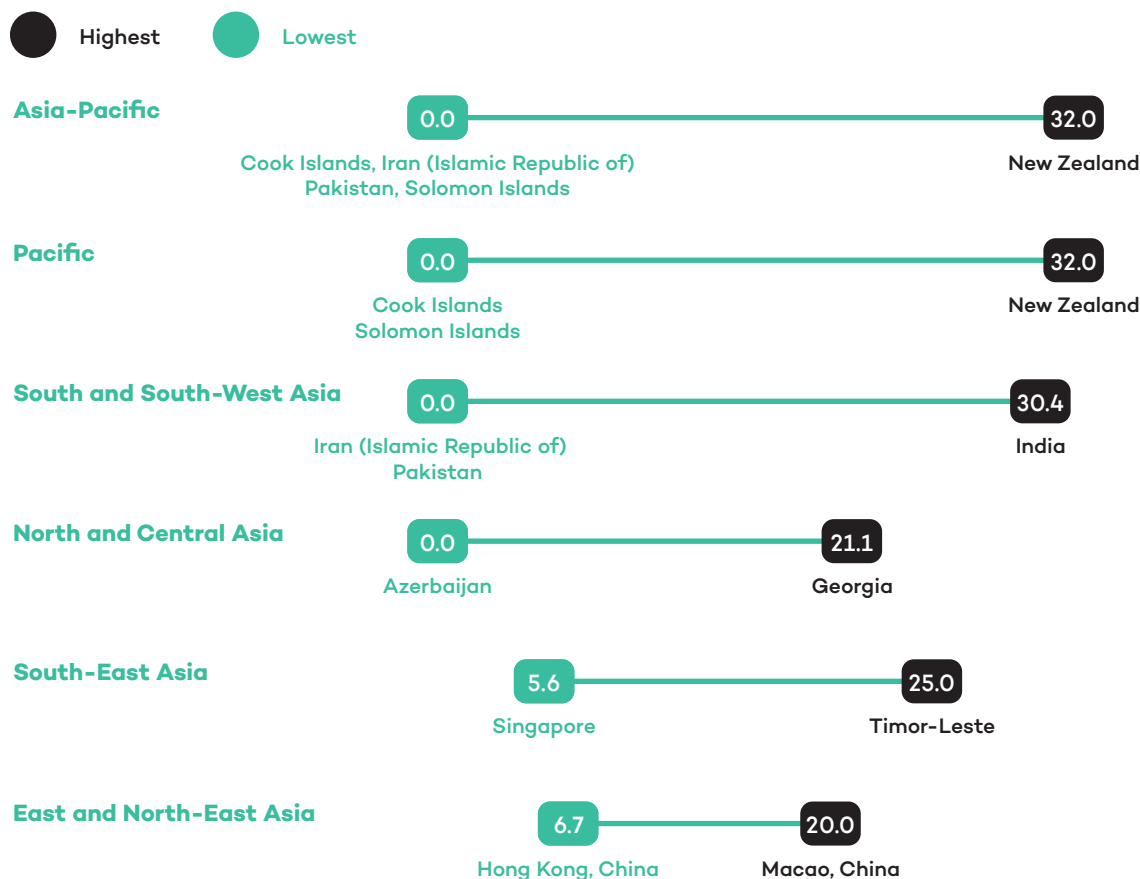 Highest Lowest
Asia-Pacific
0.0 32.0
Cook Islands, Iran (Islamic Republic of) New Zealand
Pakistan, Solomon Islands
Pacific
0.0 32.0
Cook Islands New Zealand
Solomon Islands
South and South-West Asia
0.0 30.4
Iran (Islamic Republic of) India
Pakistan
North and Central Asia
0.0 21.1
Azerbaijan Georgia
South-East Asia
5.6 25.0
Singapore Timor-Leste
East and North-East Asia
6.7 20.0
Hong Kong, China Macao, China